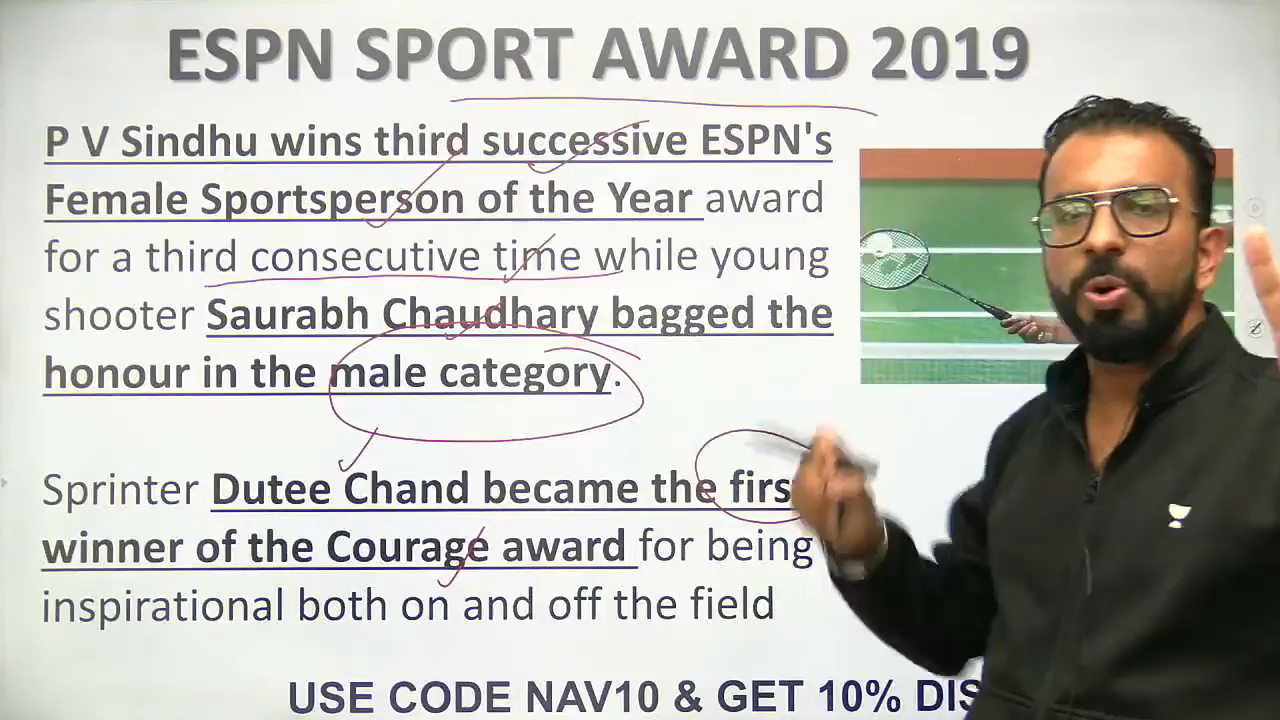 ESPN SPORT AWARD 2019
P V Sindhu wins third successive ESPN's
Female Sportsperson of the Year award
for a third consecutive time while young
shooter Saurabh Chaudhary bagged the
honour in the male category.
Sprinter Dutee Chand became the firs
winner of the Courage award for being
inspirational both on and off the field
USE CODE NAV10 & GET 10% DIS